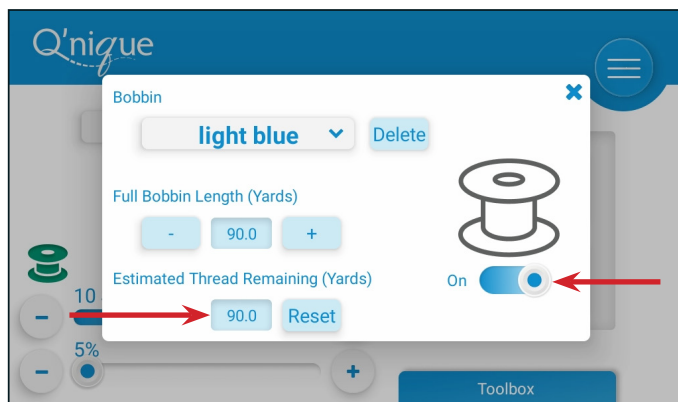 Q'nique
Bobbin
light blue
Delete
Full Bobbin Length (Yards)
- 90.0 +
Estimated Thread Remaining (Yards)
On
90.0 Reset
10
-
5%
- +
Toolbox